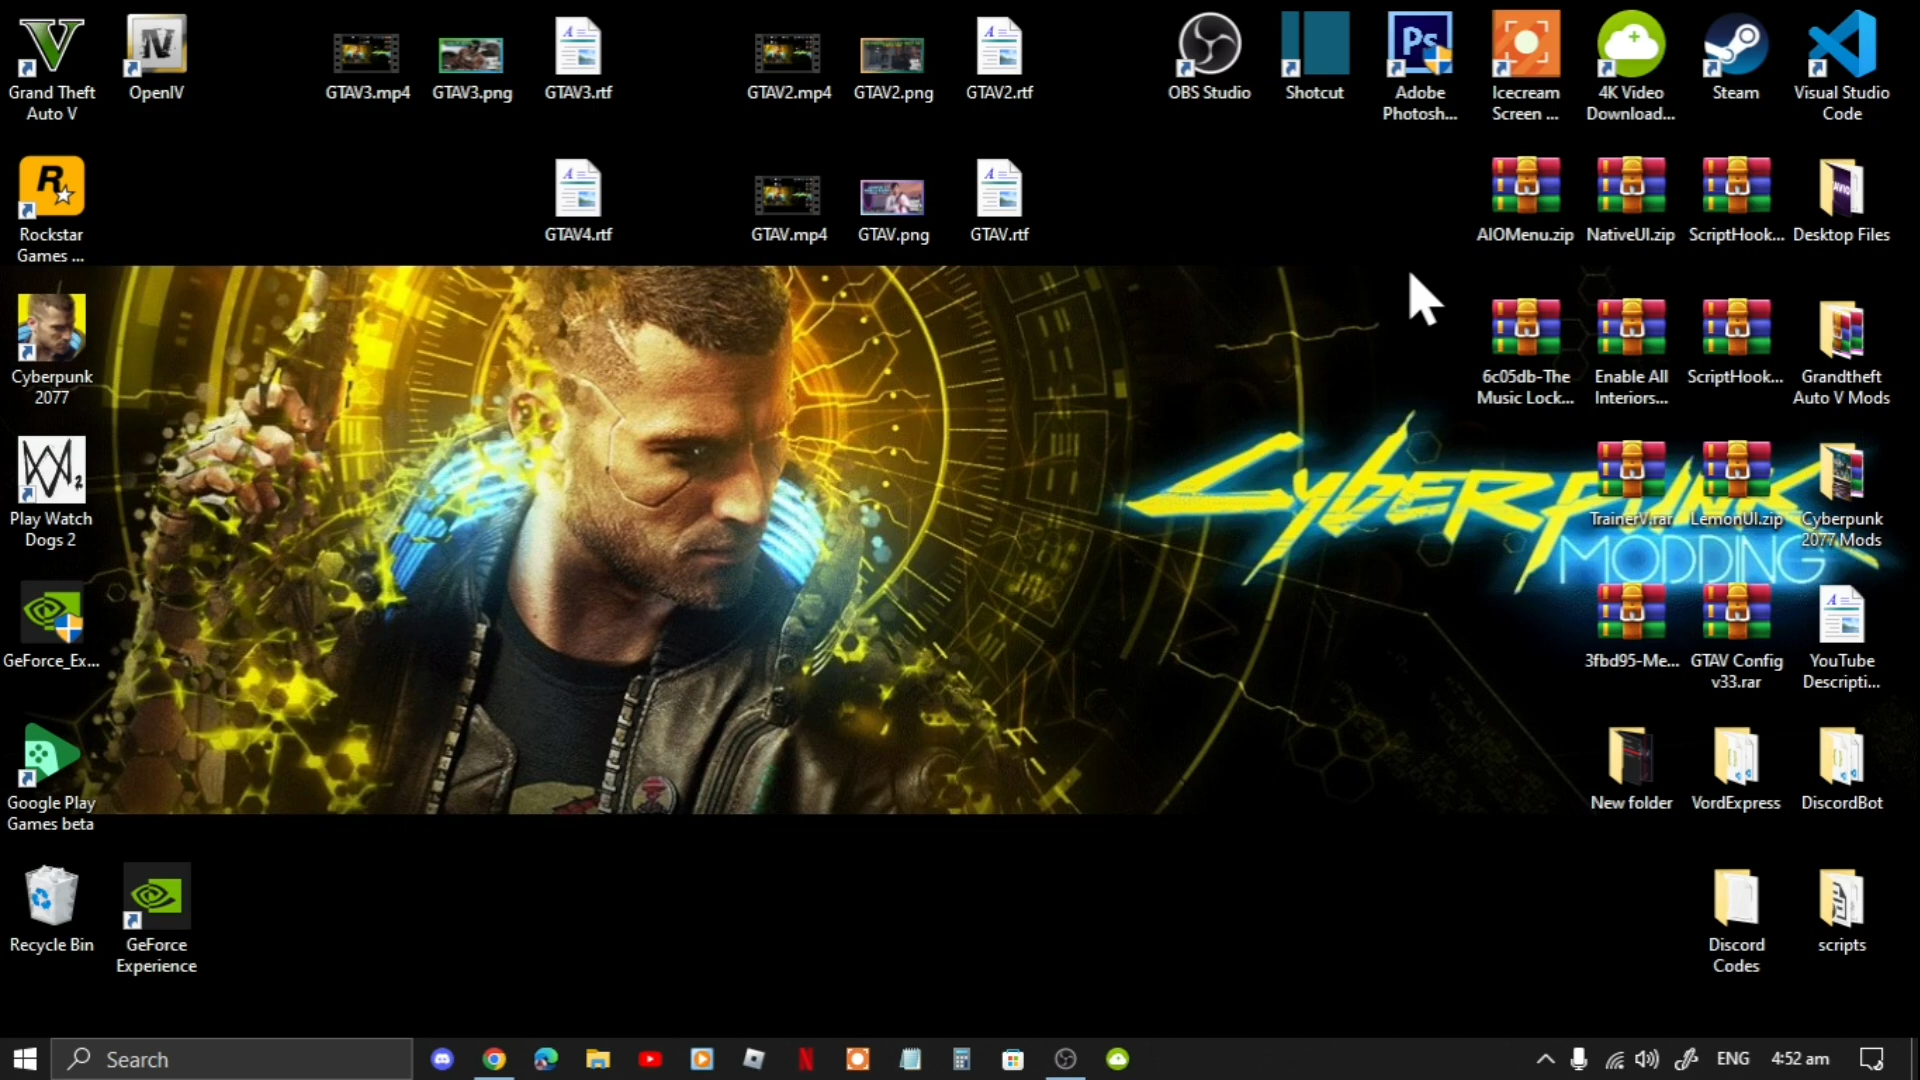 Grand Theft
Auto V
OpenIV
GTAV3.mp4
GTAV3.png
GTAV3.rtf
GTAV2.mp4
GTAV2.png
GTAV2.rtf
OBS Studio
Shotcut
Ps
Adobe
Photosh...
Icecream
Screen ...
4K Video
Download...
Steam
Visual Studio
Code
R
Rockstar
Games ...
GTAV4.rtf
GTAV.mp4
GTAV.png
GTAV.rtf
AIOMenu.zip
NativeUI.zip
ScriptHook...
Desktop Files
Cyberpunk
2077
6c05db-The
Music Lock...
Enable All
Interiors...
ScriptHook...
Grandtheft
Auto V Mods
Play Watch
Dogs 2
Cyberpunk
MODDING
TrainerV.rar
LemonUI.zip
Cyberpunk
2077 Mods
GeForce_Ex...
3fbd95-Me...
GTAV Config
v33.rar
YouTube
Descripti...
Google Play
Games beta
New folder
VordExpress
DiscordBot
Recycle Bin
GeForce
Experience
Discord
Codes
scripts
Search
ENG
4:52 am